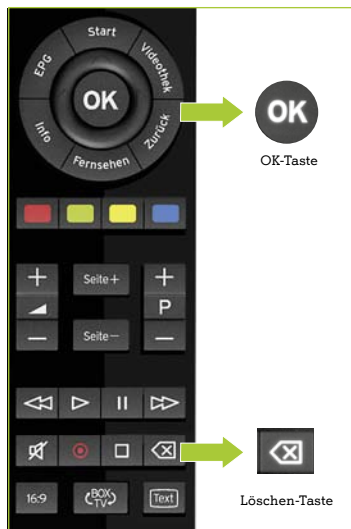 Start
EPG
Videothek
OK
OK
Info
Zurück
Fernsehen
OK-Taste
+
Seite+
+
P
−
Seite−
−
16:9
BOX TV
Text
Löschen-Taste